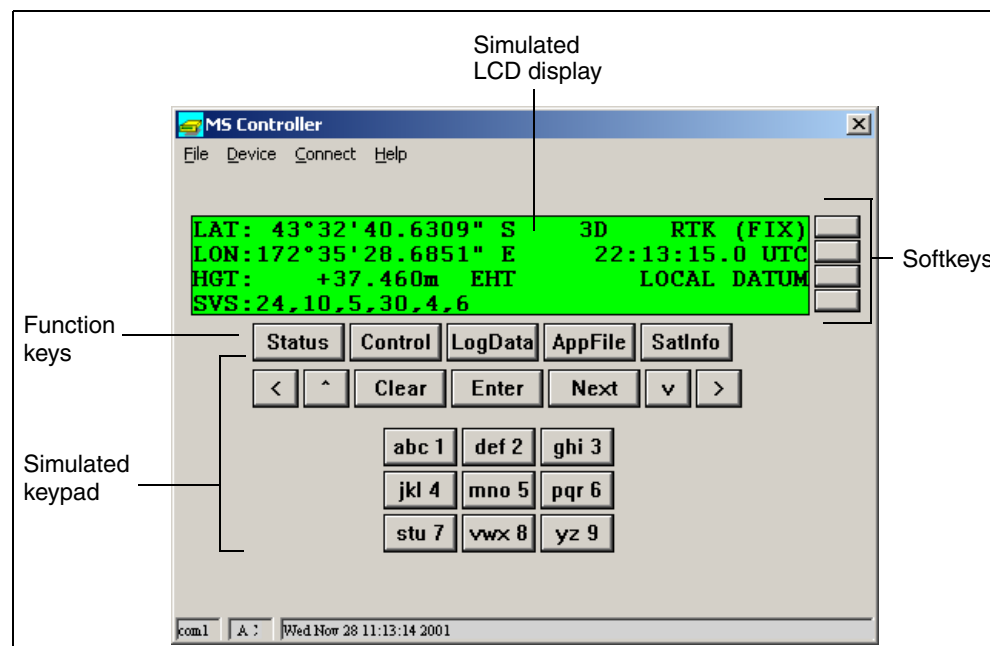 Simulated
LCD display
MS Controller
File Device Connect Help
LAT: 43°32'40.6309" S 3D RTK (FIX)
LON:172°35'28.6851" E 22:13:15.0 UTC
HGT: +37.460m EHT LOCAL DATUM
SVS:24,10,5,30,4,6
Softkeys
Function
keys
Status Control LogData AppFile SatInfo
< ^ Clear Enter Next v >
Simulated
keypad
abc 1 def 2 ghi 3
jkl 4 mno 5 pqr 6
stu 7 vwx 8 yz 9
com1 Wed Nov 28 11:13:14 2001